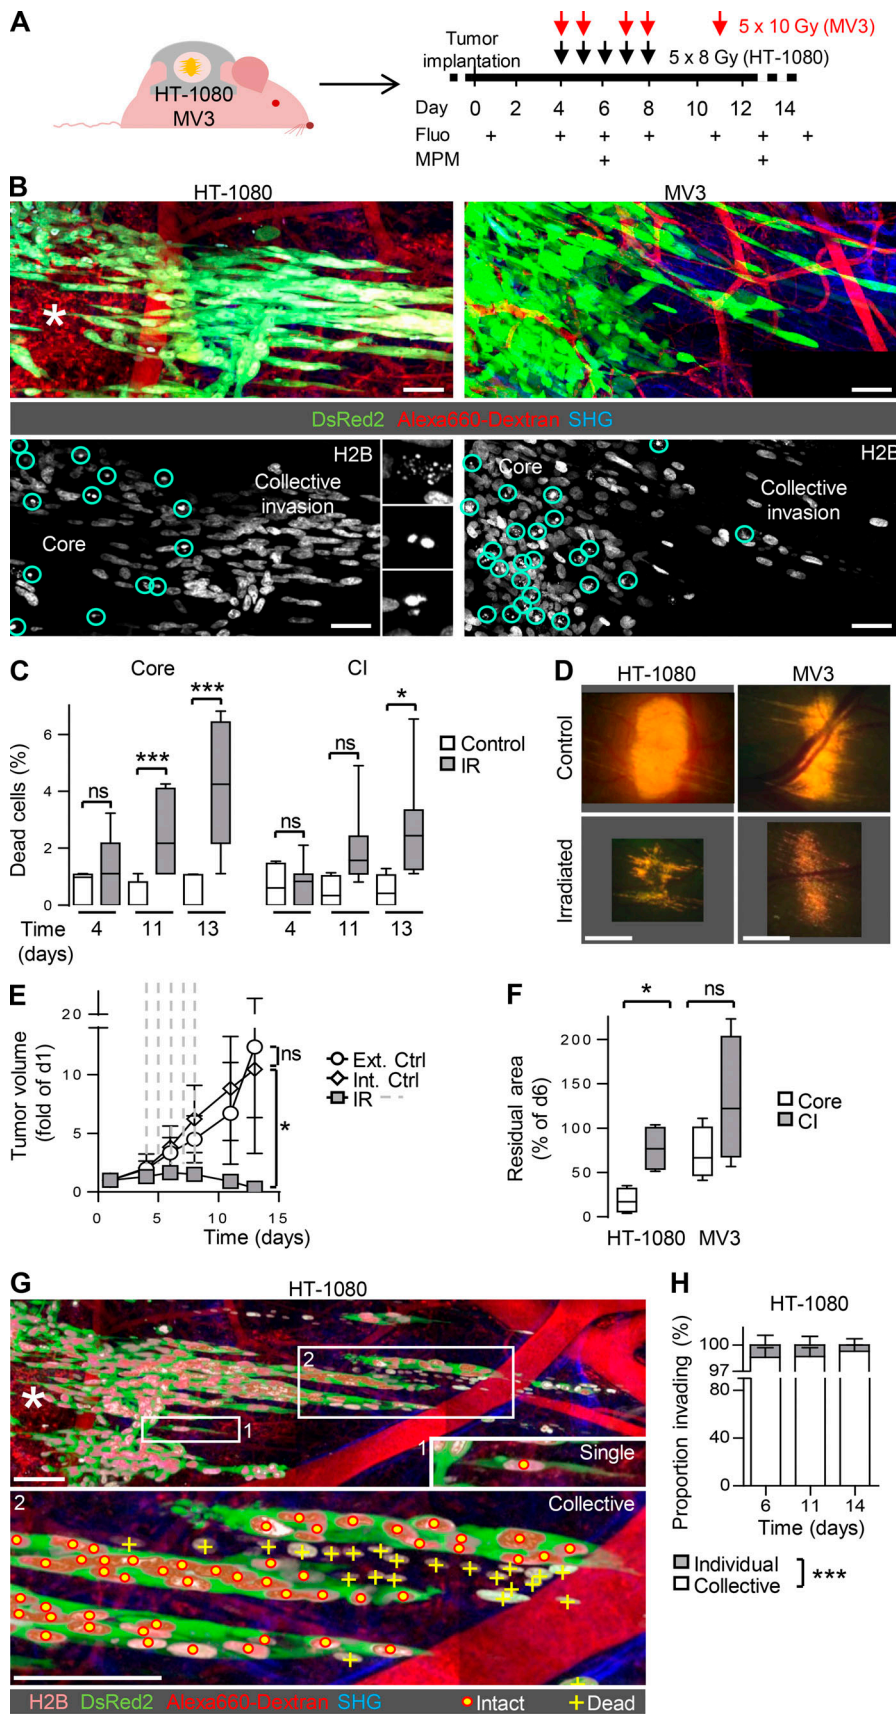 A
HT-1080
MV3
Tumor
implantation
5 x 10 Gy (MV3)
5 x 8 Gy (HT-1080)
Day 0 2 4 6 8 10 12 14
Fluo + + + + + + +
MPM + +
B
HT-1080 MV3
*
DsRed2 Alexa660-Dextran SHG
H2B
Collective
invasion
Core
H2B
Core
Collective
invasion
C
Core CI
Dead cells (%)
6
4
2
0
ns *** *** ns ns *
Control
IR
Time
(days)
4 11 13 4 11 13
D
HT-1080 MV3
Control
Irradiated
E
Tumor volume
(fold of d1)
20
10
5
0
0 5 10 15
Time (days)
ns
*
Ext. Ctrl
Int. Ctrl
IR
F
Residual area
(% of d6)
200
150
100
50
0
* ns
Core
CI
HT-1080 MV3
G
HT-1080
*
2
1
1
Single
2
Collective
H2B DsRed2 Alexa660-Dextran SHG Intact + Dead
H
HT-1080
Proportion invading (%)
100
97
80
40
0
6 11 14
Time (days)
Individual
Collective
***